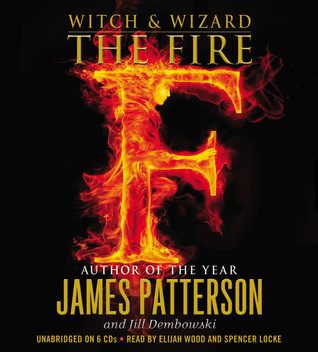 WITCH & WIZARD
THE FIRE
F
AUTHOR OF THE YEAR
JAMES PATTERSON
and Jill Dembowski
UNABRIDGED ON 6 CDs • READ BY ELIJAH WOOD AND SPENCER LOCKE